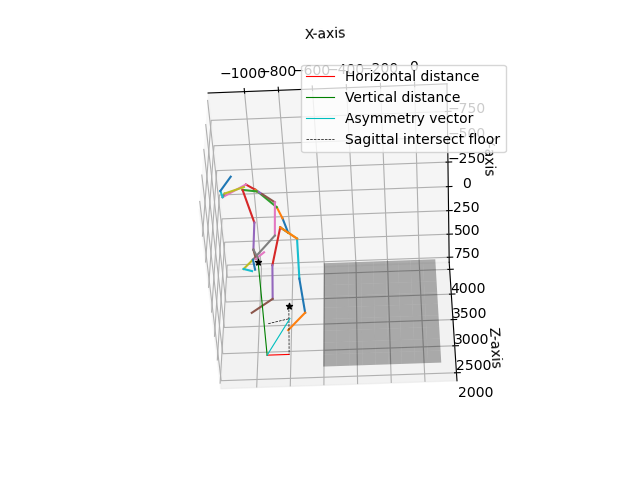 X-axis
−1000 −800 −600 −400 −200 0
Horizontal distance
Vertical distance
Asymmetry vector
Sagittal intersect floor
−750
−500
−250
0
250
500
750
axis
4000
3500
3000
2500
2000
Z-axis